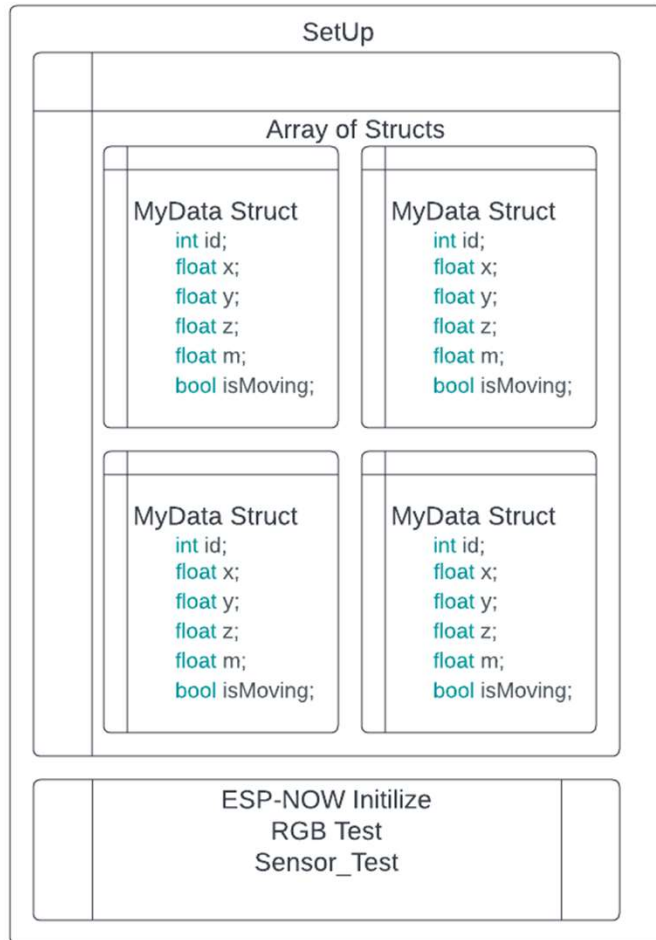 SetUp
Array of Structs
MyData Struct
int id;
float x;
float y;
float z;
float m;
bool isMoving;
MyData Struct
int id;
float x;
float y;
float z;
float m;
bool isMoving;
MyData Struct
int id;
float x;
float y;
float z;
float m;
bool isMoving;
MyData Struct
int id;
float x;
float y;
float z;
float m;
bool isMoving;
ESP-NOW Initilize
RGB Test
Sensor_Test